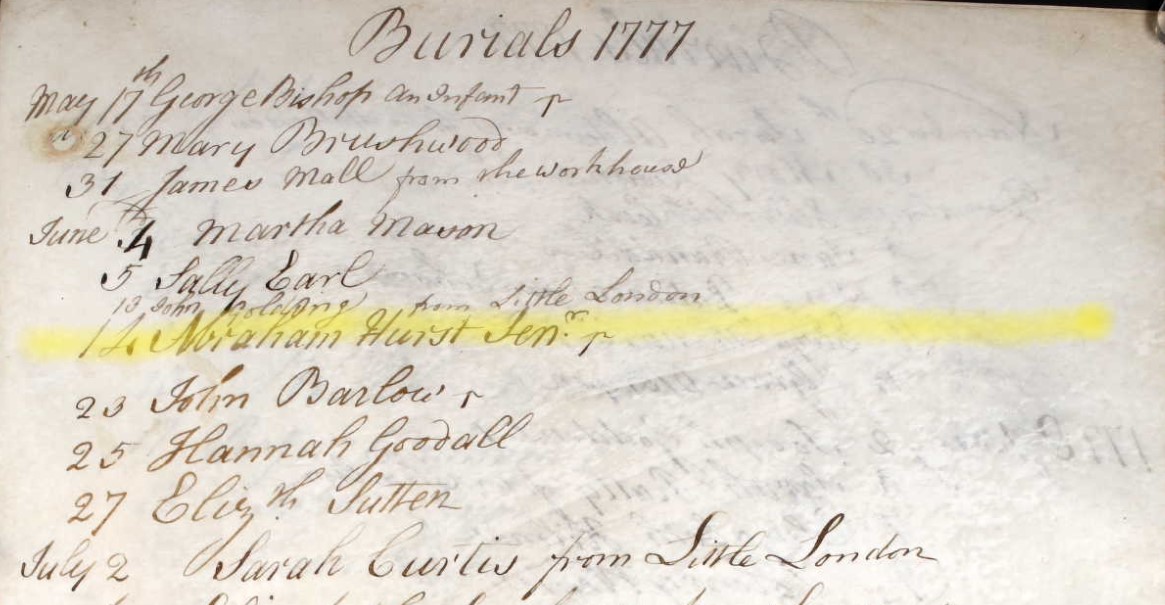 Burials 1777
May 17th George Bishop an Infant p
27 Mary Brushwood
31 James Mall from the workhouse
June 4 Martha Mason
5 Sally Earl
13 John Golding from Little London
Abraham Hurst Senr p
23 John Barlow
25 Hannah Goodall
27 Elizth Sutten
July 2 Sarah Curtis from Little London